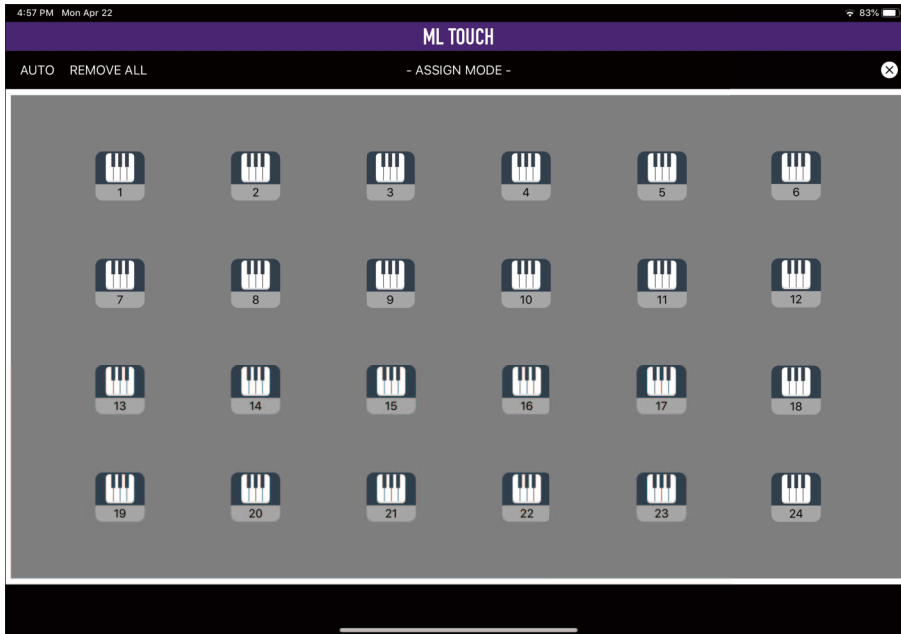 4:57 PM Mon Apr 22 83%
ML TOUCH
AUTO REMOVE ALL - ASSIGN MODE -
1 2 3 4 5 6
7 8 9 10 11 12
13 14 15 16 17 18
19 20 21 22 23 24